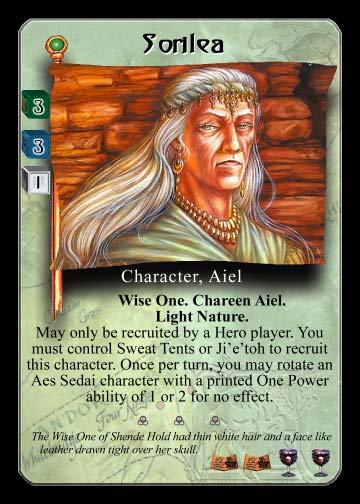 Sorilea
3
3
1
Character, Aiel
Wise One. Chareen Aiel.
Light Nature.
May only be recruited by a Hero player. You
must control Sweat Tents or Ji'e'toh to recruit
this character. Once per turn, you may rotate an
Aes Sedai character with a printed One Power
ability of 1 or 2 for no effect.
The Wise One of Shende Hold had thin white hair and a face like
leather drawn tight over her skull.